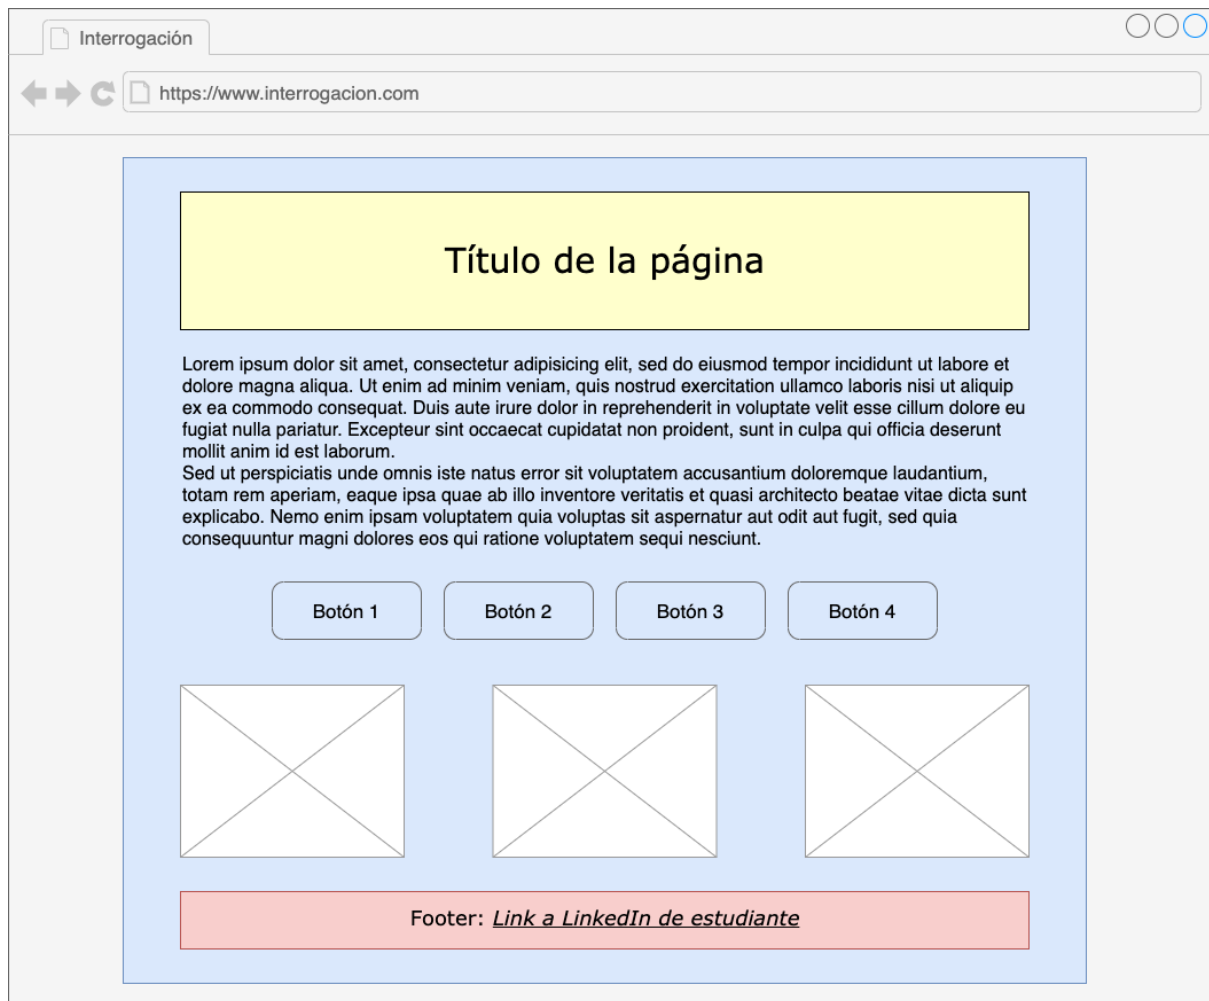 Interrogación
https://www.interrogacion.com
Título de la página
Lorem ipsum dolor sit amet, consectetur adipisicing elit, sed do eiusmod tempor incididunt ut labore et
dolore magna aliqua. Ut enim ad minim veniam, quis nostrud exercitation ullamco laboris nisi ut aliquip
ex ea commodo consequat. Duis aute irure dolor in reprehenderit in voluptate velit esse cillum dolore eu
fugiat nulla pariatur. Excepteur sint occaecat cupidatat non proident, sunt in culpa qui officia deserunt
mollit anim id est laborum.
Sed ut perspiciatis unde omnis iste natus error sit voluptatem accusantium doloremque laudantium,
totam rem aperiam, eaque ipsa quae ab illo inventore veritatis et quasi architecto beatae vitae dicta sunt
explicabo. Nemo enim ipsam voluptatem quia voluptas sit aspernatur aut odit aut fugit, sed quia
consequuntur magni dolores eos qui ratione voluptatem sequi nesciunt.
Botón 1 Botón 2 Botón 3 Botón 4
Footer: Link a LinkedIn de estudiante